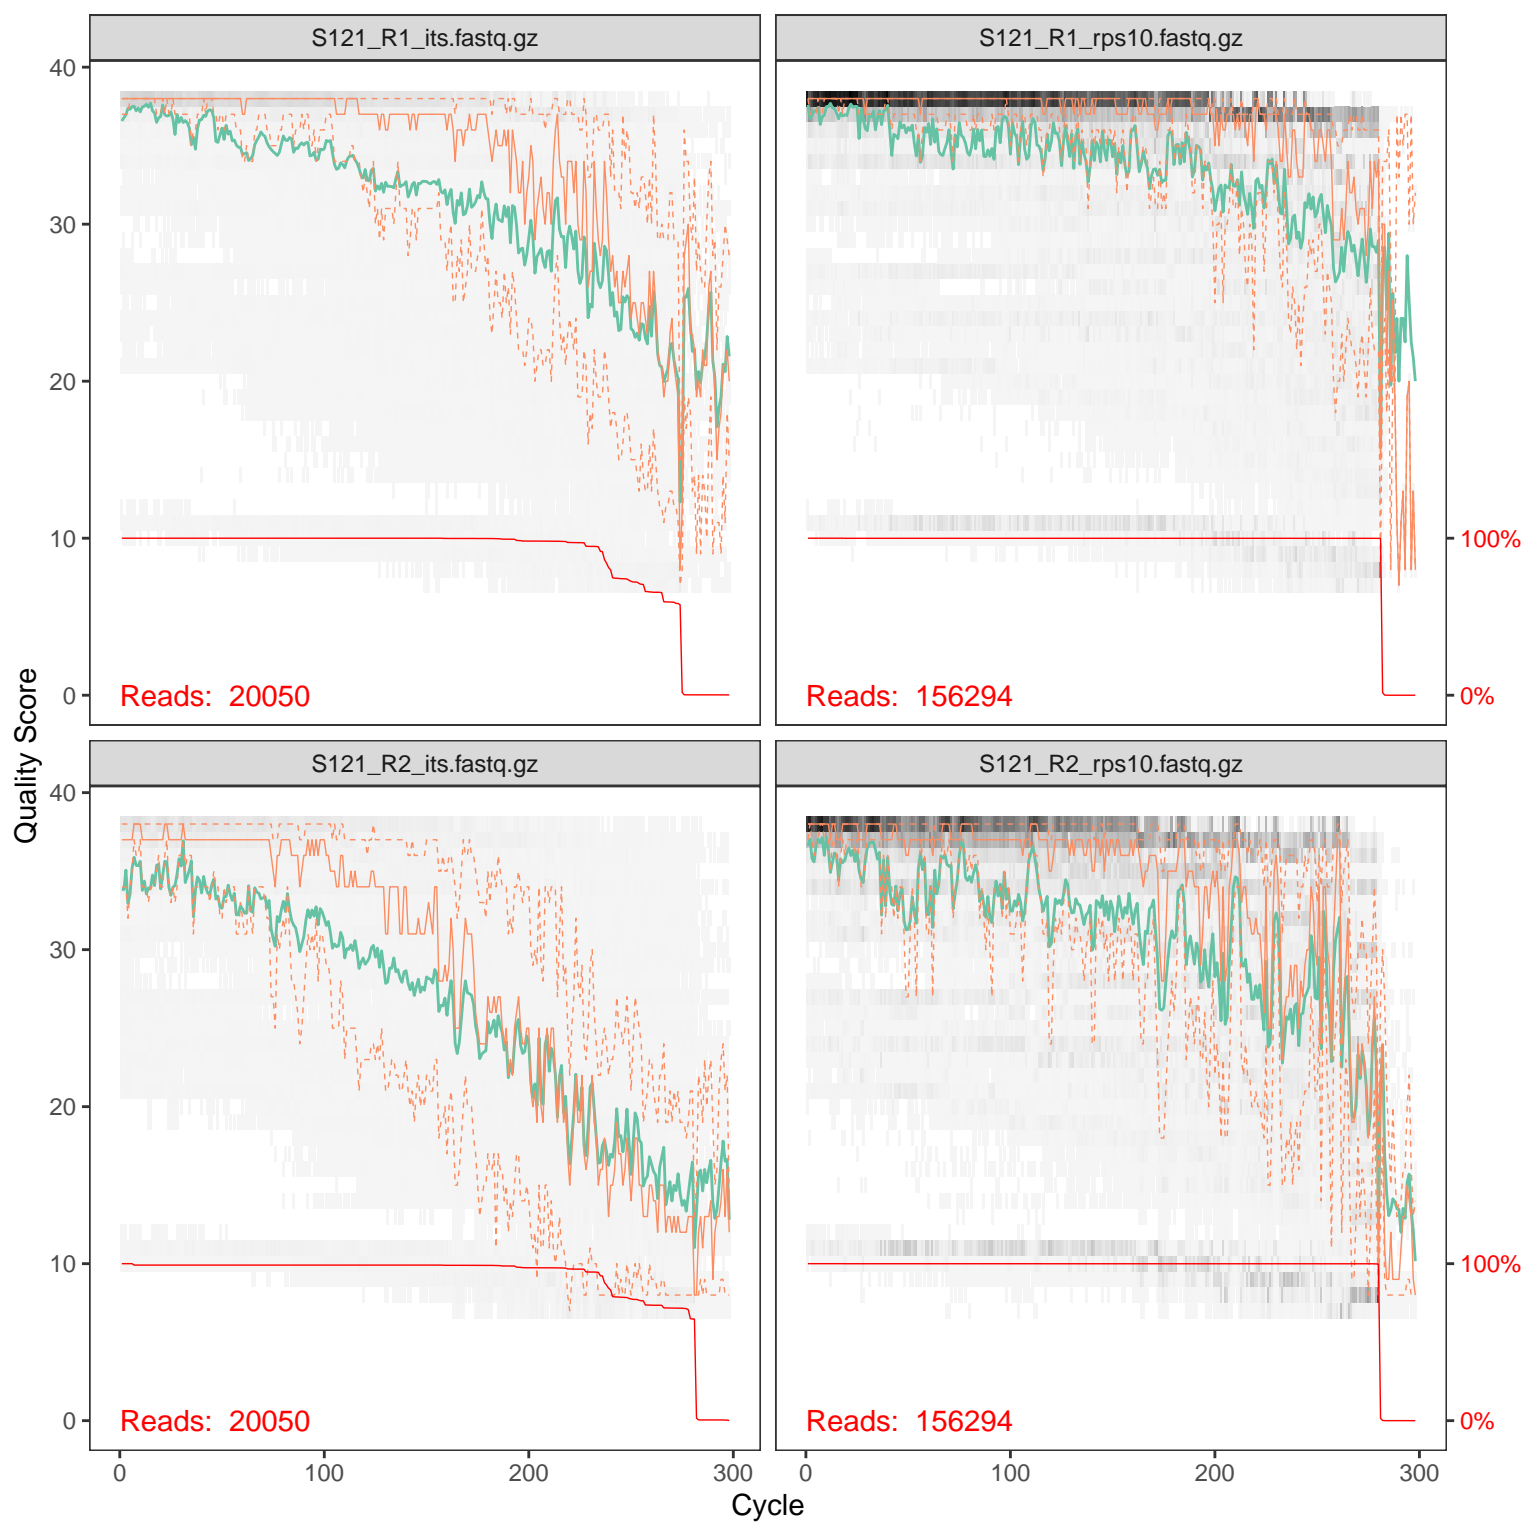 S121_R1_its.fastq.gz
S121_R1_rps10.fastq.gz
40
30
20
10
0
Reads: 20050
Reads: 156294
100%
0%
Quality Score
S121_R2_its.fastq.gz
S121_R2_rps10.fastq.gz
40
30
20
10
0
Reads: 20050
Reads: 156294
100%
0%
0 100 200 300
0 100 200 300
Cycle